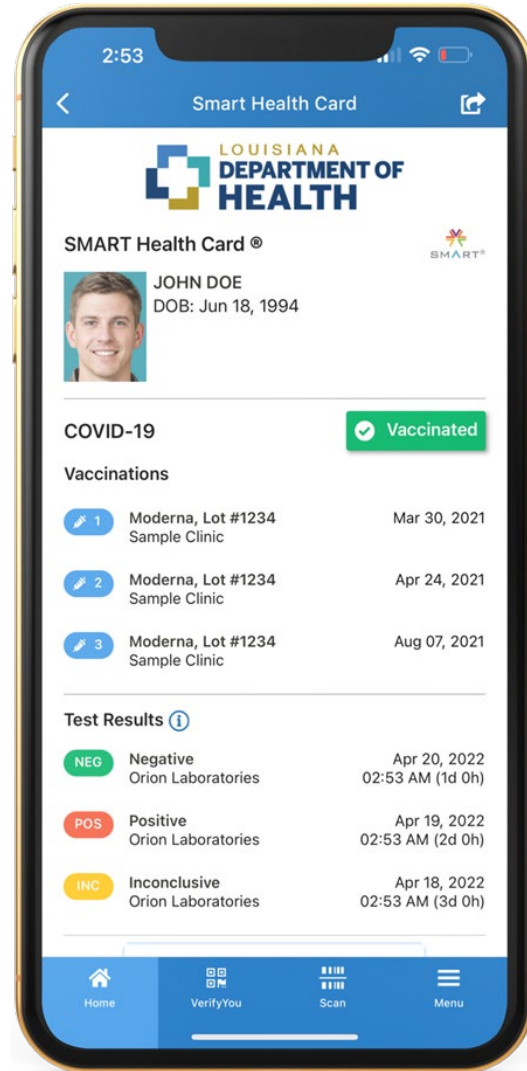 2:53
Smart Health Card
LOUISIANA
DEPARTMENT OF
HEALTH
SMART Health Card ®
SMART®
JOHN DOE
DOB: Jun 18, 1994
COVID-19
Vaccinated
Vaccinations
1 Moderna, Lot #1234 Mar 30, 2021
Sample Clinic
2 Moderna, Lot #1234 Apr 24, 2021
Sample Clinic
3 Moderna, Lot #1234 Aug 07, 2021
Sample Clinic
Test Results
NEG Negative Apr 20, 2022
Orion Laboratories 02:53 AM (1d 0h)
POS Positive Apr 19, 2022
Orion Laboratories 02:53 AM (2d 0h)
INC Inconclusive Apr 18, 2022
Orion Laboratories 02:53 AM (3d 0h)
Home VerifyYou Scan Menu